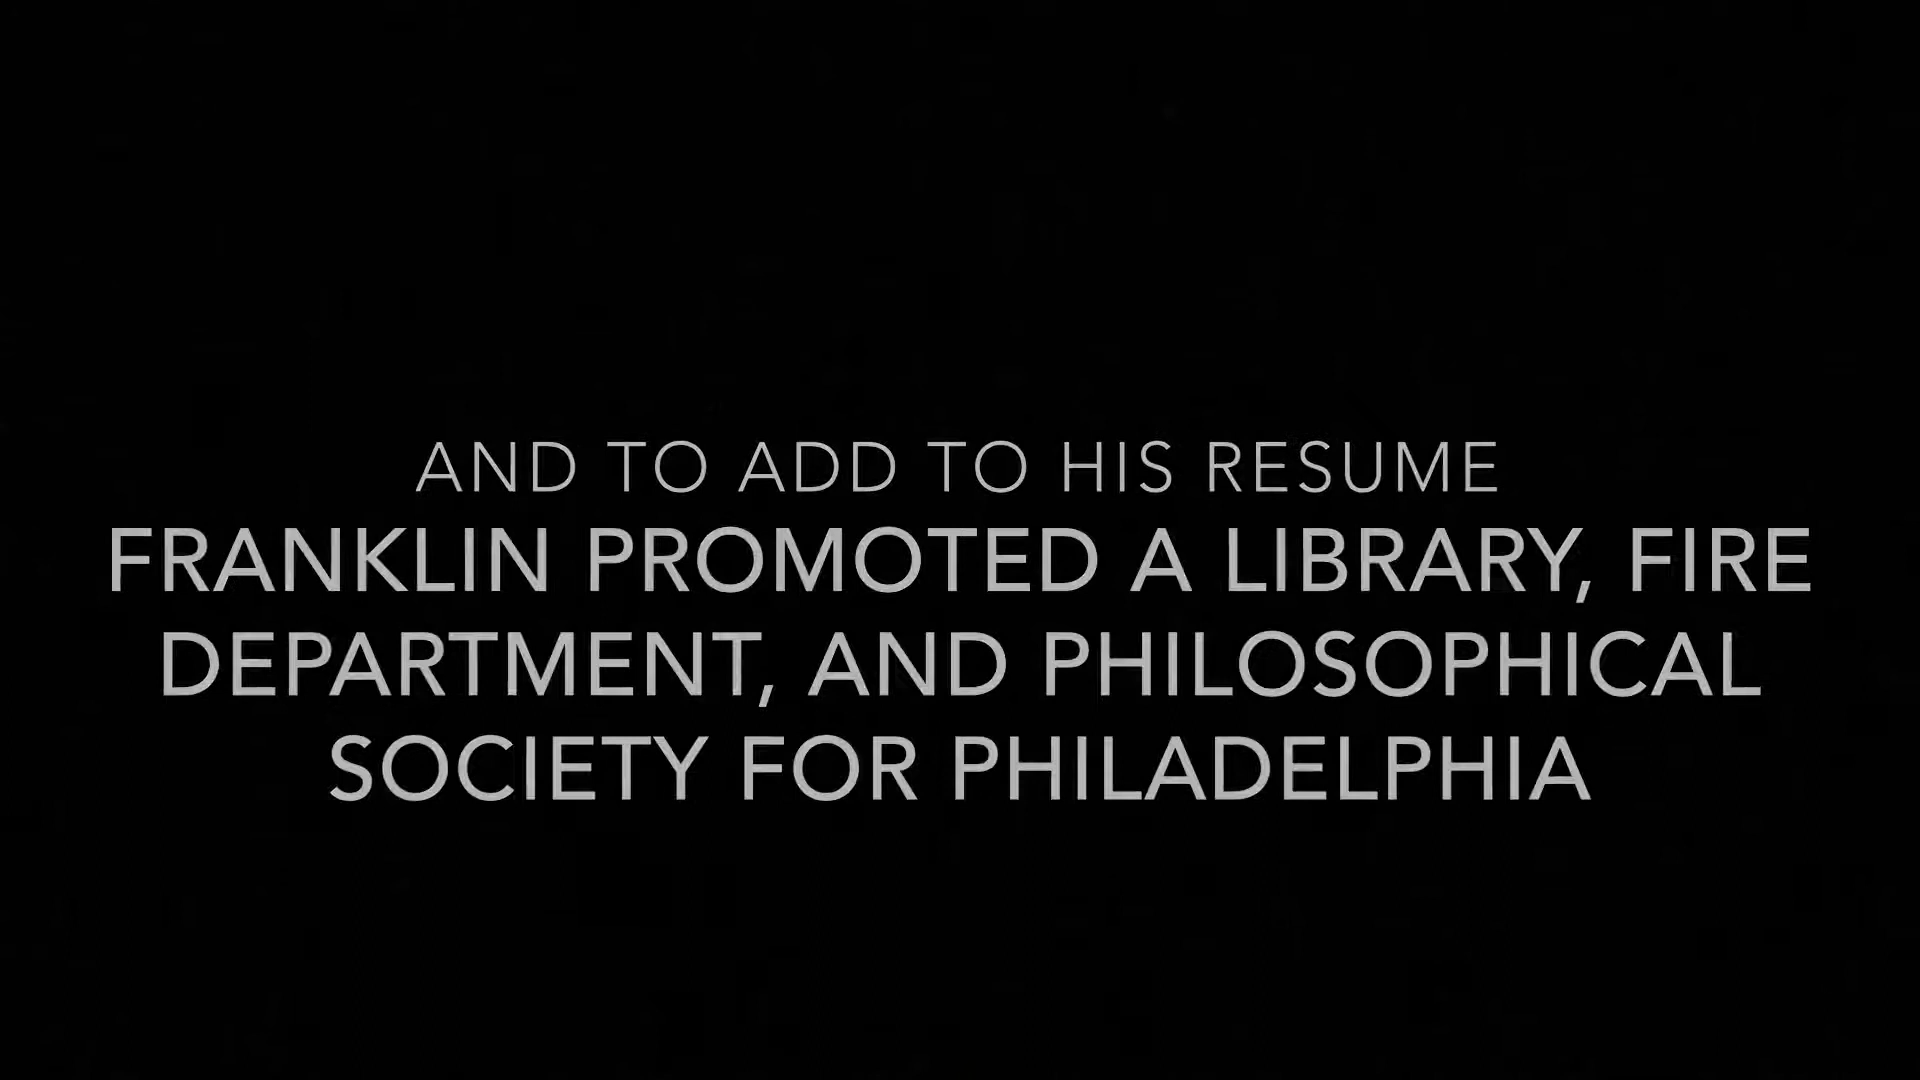 AND TO ADD TO HIS RESUME
FRANKLIN PROMOTED A LIBRARY, FIRE
DEPARTMENT, AND PHILOSOPHICAL
SOCIETY FOR PHILADELPHIA